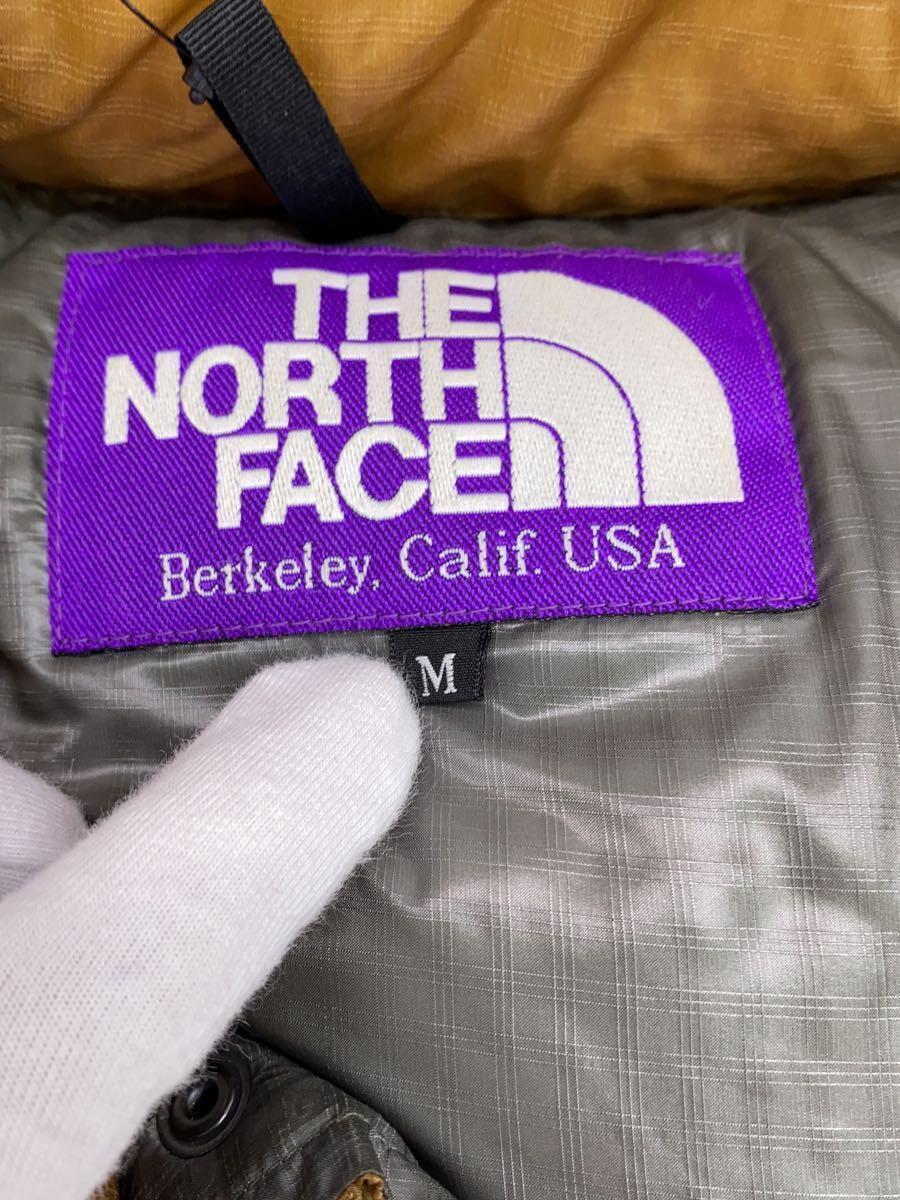 THE
NORTH
FACE
Berkeley, Calif. USA
M